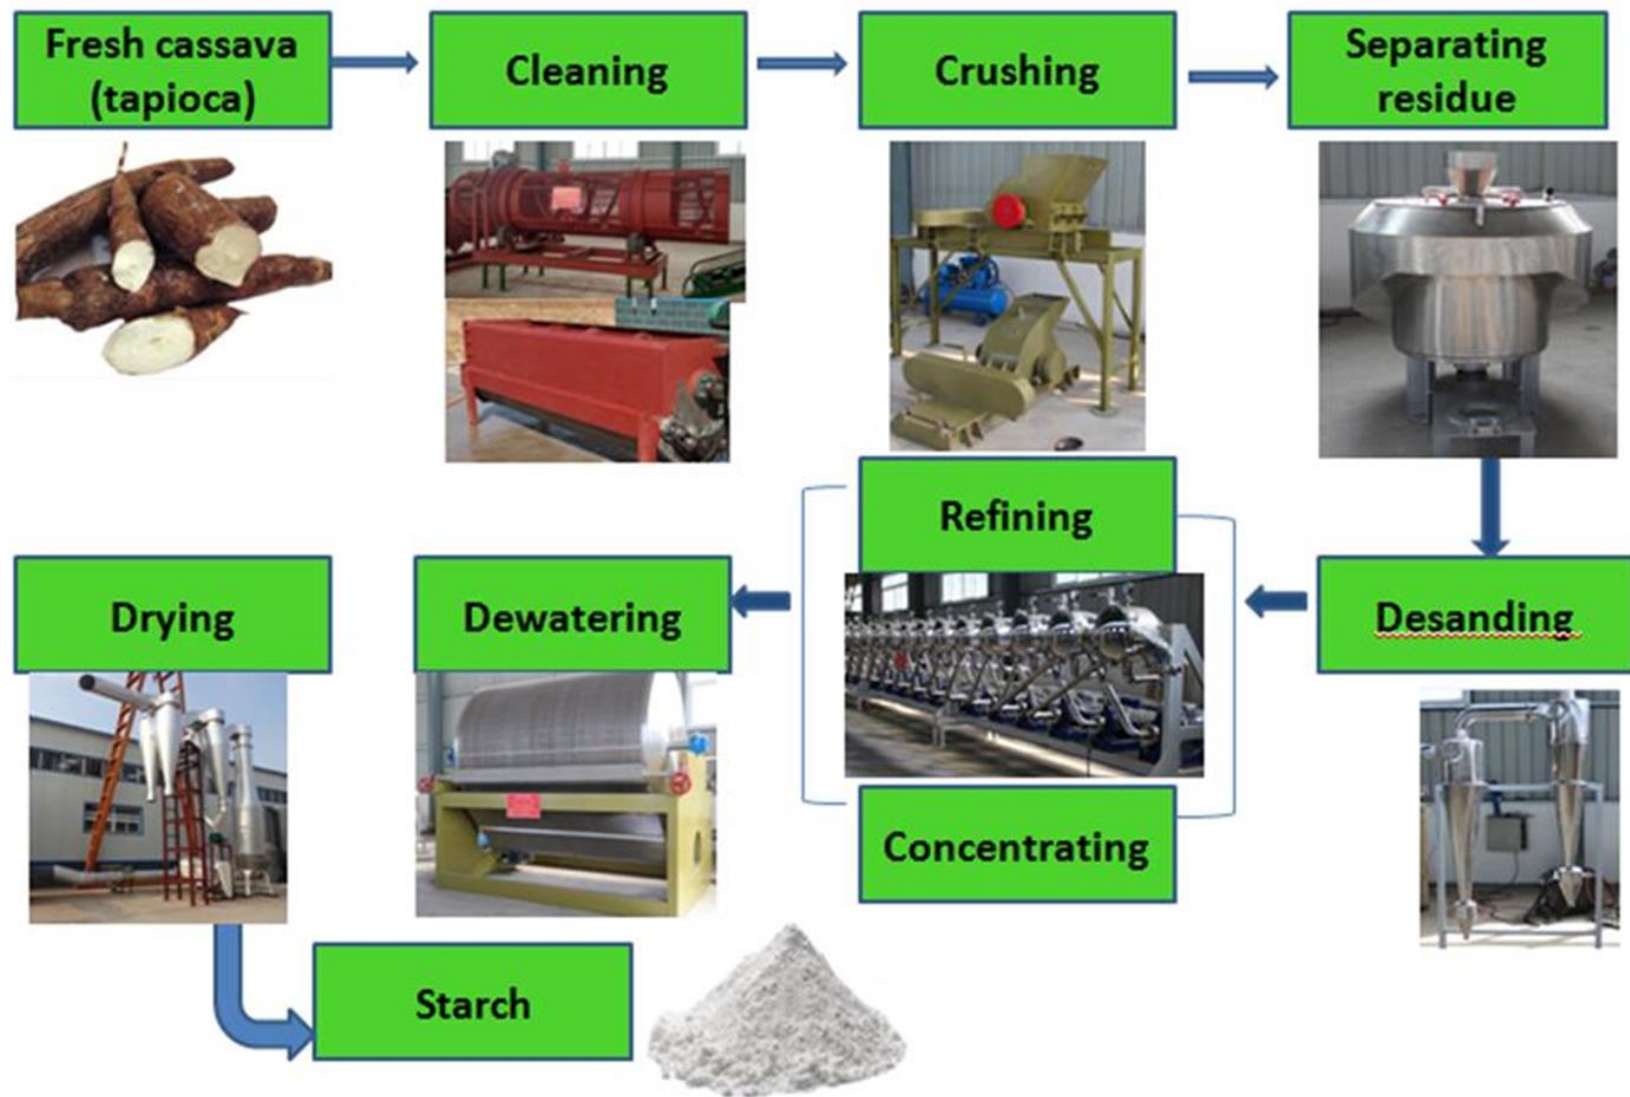 Fresh cassava
(tapioca)
Cleaning
Crushing
Separating
residue
Refining
Desanding
Dewatering
Drying
Concentrating
Starch